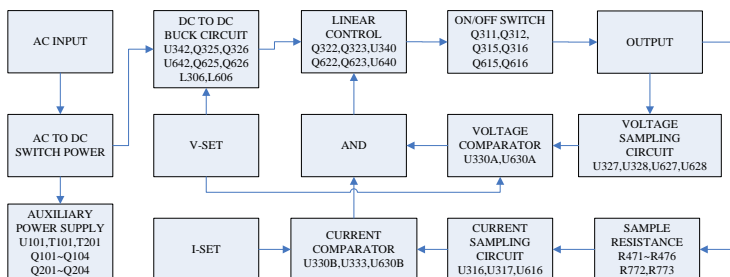 AC INPUT
DC TO DC
BUCK CIRCUIT
U342,Q325,Q326
U642,Q625,Q626
L306,L606
LINEAR
CONTROL
Q322,Q323,U340
Q622,Q623,U640
ON/OFF SWITCH
Q311,Q312,
Q315,Q316
Q615,Q616
OUTPUT
AC TO DC
SWITCH POWER
V-SET
AND
VOLTAGE
COMPARATOR
U330A,U630A
VOLTAGE
SAMPLING
CIRCUIT
U327,U328,U627,U628
AUXILIARY
POWER SUPPLY
U101,T101,T201
Q101~Q104
Q201~Q204
I-SET
CURRENT
COMPARATOR
U330B,U333,U630B
CURRENT
SAMPLING
CIRCUIT
U316,U317,U616
SAMPLE
RESISTANCE
R471~R476
R772,R773